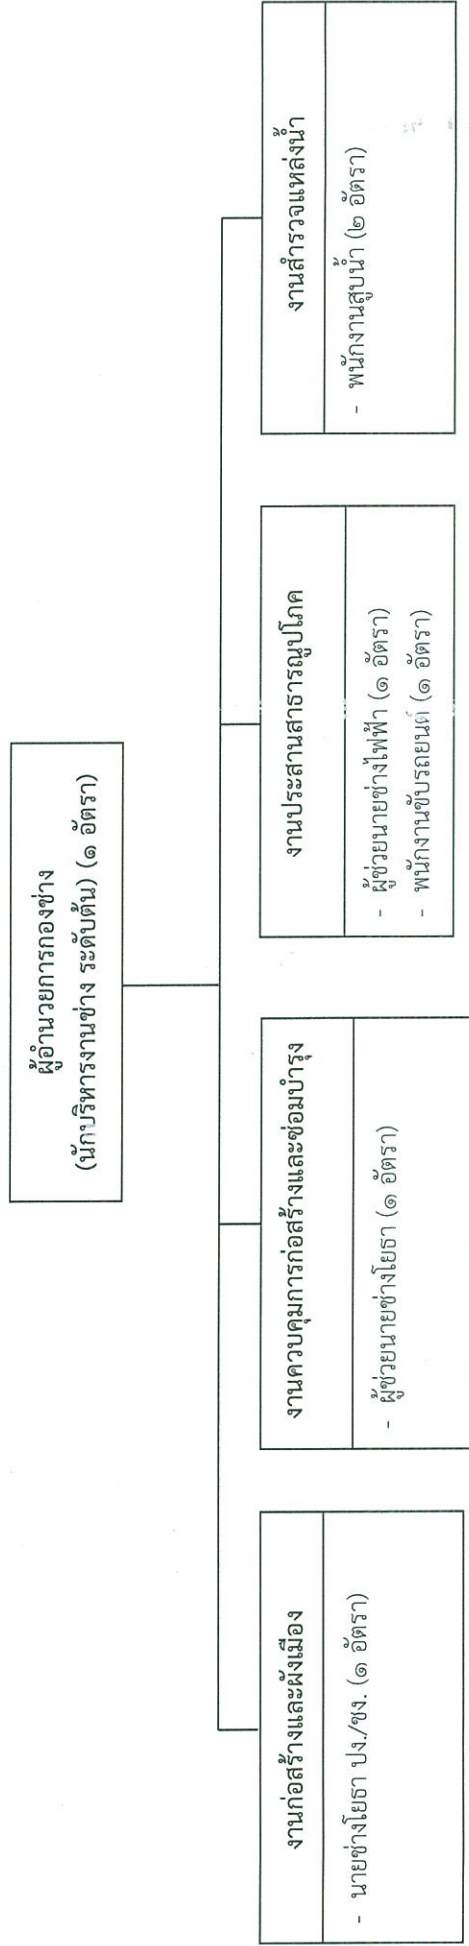 ผู้อำนวยการกองช่าง
(นักบริหารงานช่าง ระดับต้น) (๑ อัตรา)
งานก่อสร้างและผังเมือง
- นายช่างโยธา ปง./ชง. (๑ อัตรา)
งานควบคุมการก่อสร้างและซ่อมบำรุง
- ผู้ช่วยนายช่างโยธา (๑ อัตรา)
งานประสานสาธารณูปโภค
- ผู้ช่วยนายช่างไฟฟ้า (๑ อัตรา)
- พนักงานขับรถยนต์ (๑ อัตรา)
งานสำรวจแหล่งน้ำ
- พนักงานสูบน้ำ (๒ อัตรา)